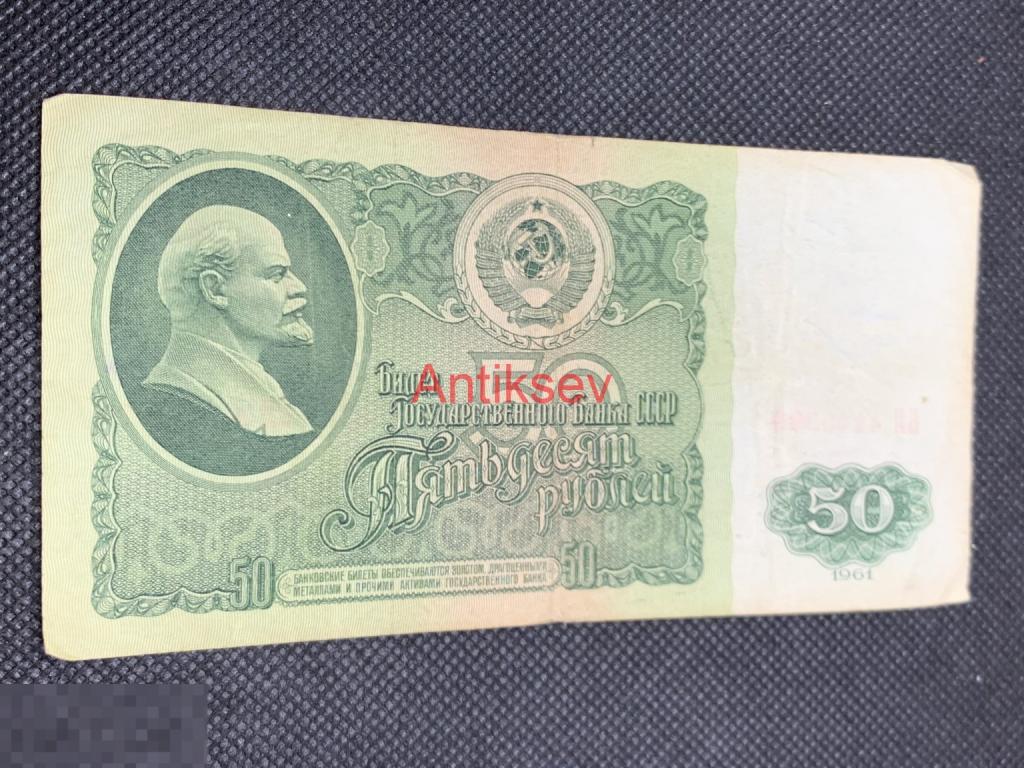 Билет
Государственного Банка СССР
50
Пятьдесят
рублей
Antiksev
50
1961
50
БАНКОВСКИЕ БИЛЕТЫ ОБЕСПЕЧИВАЮТСЯ ЗОЛОТОМ, ДРАГОЦЕННЫМИ
МЕТАЛЛАМИ И ПРОЧИМИ АКТИВАМИ ГОСУДАРСТВЕННОГО БАНКА
50